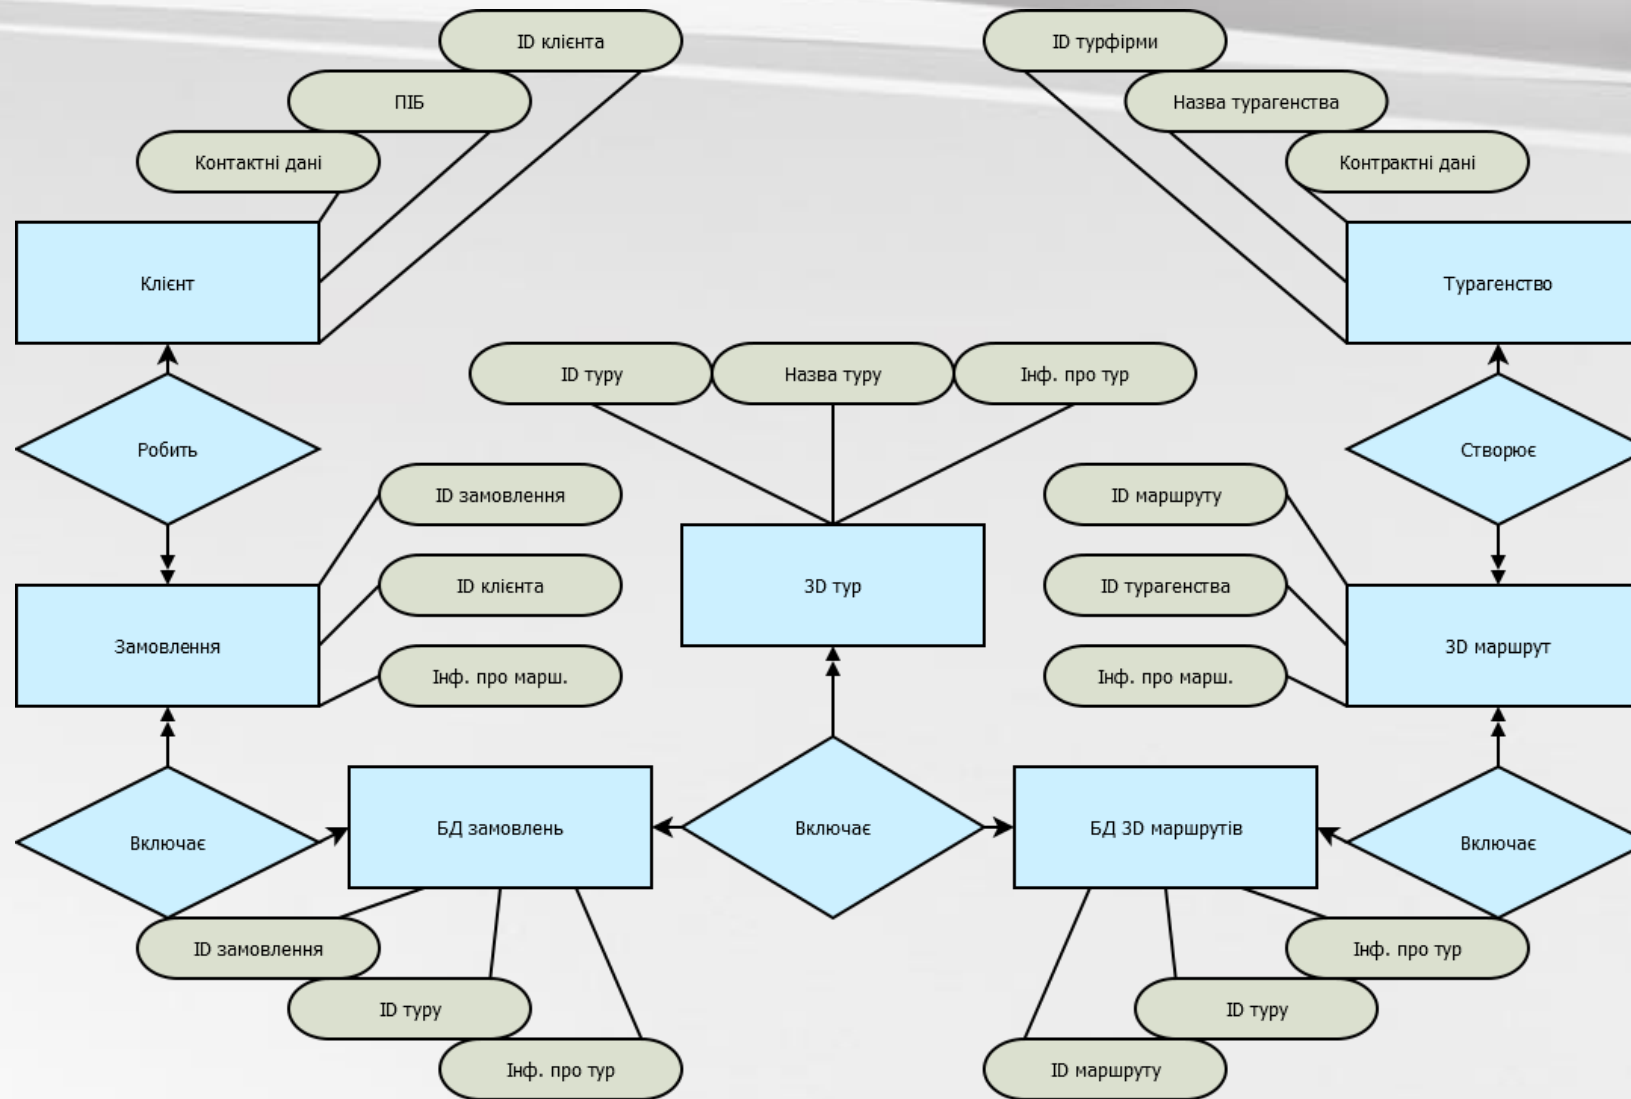 ID клієнта
ID турфірми
ПІБ
Назва турагенства
Контактні дані
Контрактні дані
Клієнт
Турагенство
ID туру
Назва туру
Інф. про тур
Робить
Створює
ID замовлення
ID маршруту
ID клієнта
3D тур
ID турагенства
Замовлення
3D маршрут
Інф. про марш.
Інф. про марш.
Включає
БД замовлень
Включає
БД 3D маршрутів
Включає
ID замовлення
Інф. про тур
ID туру
ID туру
Інф. про тур
ID маршруту